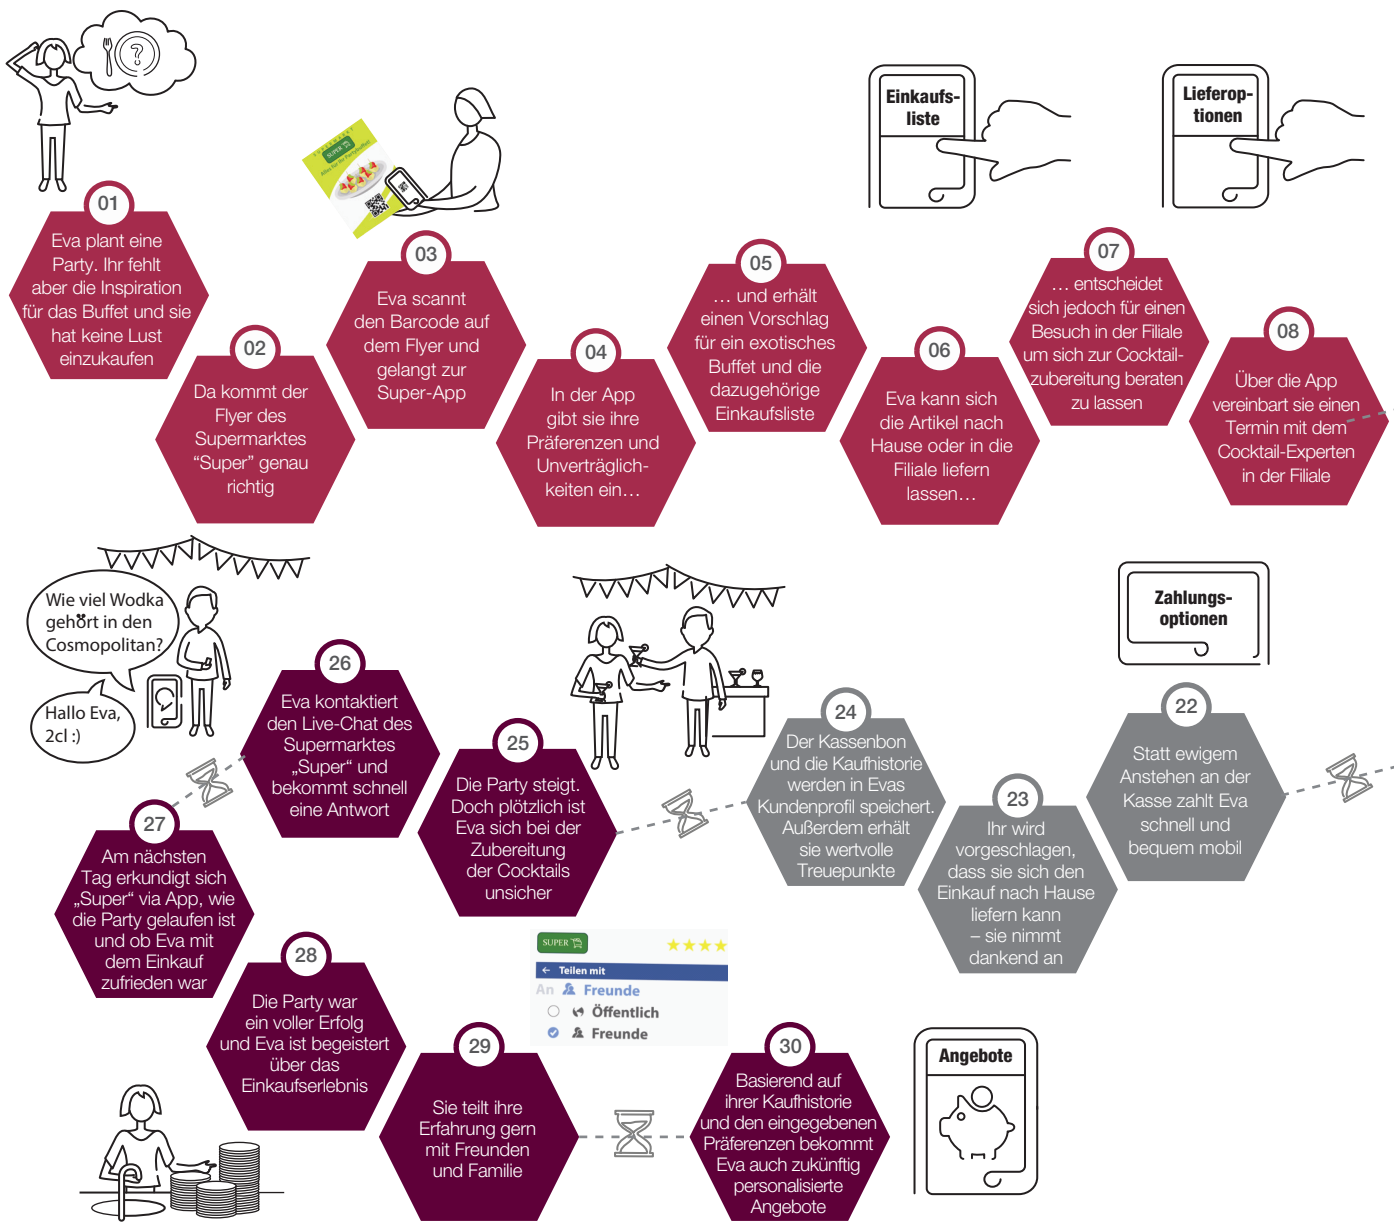 01
Eva plant eine
Party. Ihr fehlt
aber die Inspiration
für das Buffet und sie
hat keine Lust
einzukaufen
02
Da kommt der
Flyer des
Supermarktes
“Super” genau
richtig
SUPERMARKT
SUPER
Alles für Ihr Partybuffet!
03
Eva scannt
den Barcode auf
dem Flyer und
gelangt zur
Super-App
04
In der App
gibt sie ihre
Präferenzen und
Unverträglich-
keiten ein…
05
… und erhält
einen Vorschlag
für ein exotisches
Buffet und die
dazugehörige
Einkaufsliste
Einkaufs-
liste
06
Eva kann sich
die Artikel nach
Hause oder in die
Filiale liefern
lassen…
Lieferop-
tionen
07
… entscheidet
sich jedoch für einen
Besuch in der Filiale
um sich zur Cocktail-
zubereitung beraten
zu lassen
08
Über die App
vereinbart sie einen
Termin mit dem
Cocktail-Experten
in der Filiale
Zahlungs-
optionen
22
Statt ewigem
Anstehen an der
Kasse zahlt Eva
schnell und
bequem mobil
23
Ihr wird
vorgeschlagen,
dass sie sich den
Einkauf nach Hause
liefern kann
– sie nimmt
dankend an
24
Der Kassenbon
und die Kaufhistorie
werden in Evas
Kundenprofil speichert.
Außerdem erhält
sie wertvolle
Treuepunkte
25
Die Party steigt.
Doch plötzlich ist
Eva sich bei der
Zubereitung
der Cocktails
unsicher
26
Eva kontaktiert
den Live-Chat des
Supermarktes
„Super“ und
bekommt schnell
eine Antwort
Wie viel Wodka
gehört in den
Cosmopolitan?
Hallo Eva,
2cl :)
27
Am nächsten
Tag erkundigt sich
„Super“ via App, wie
die Party gelaufen ist
und ob Eva mit
dem Einkauf
zufrieden war
28
Die Party war
ein voller Erfolg
und Eva ist begeistert
über das
Einkaufserlebnis
29
Sie teilt ihre
Erfahrung gern
mit Freunden
und Familie
SUPER
← Teilen mit
An Freunde
Öffentlich
Freunde
30
Basierend auf
ihrer Kaufhistorie
und den eingegebenen
Präferenzen bekommt
Eva auch zukünftig
personalisierte
Angebote
Angebote